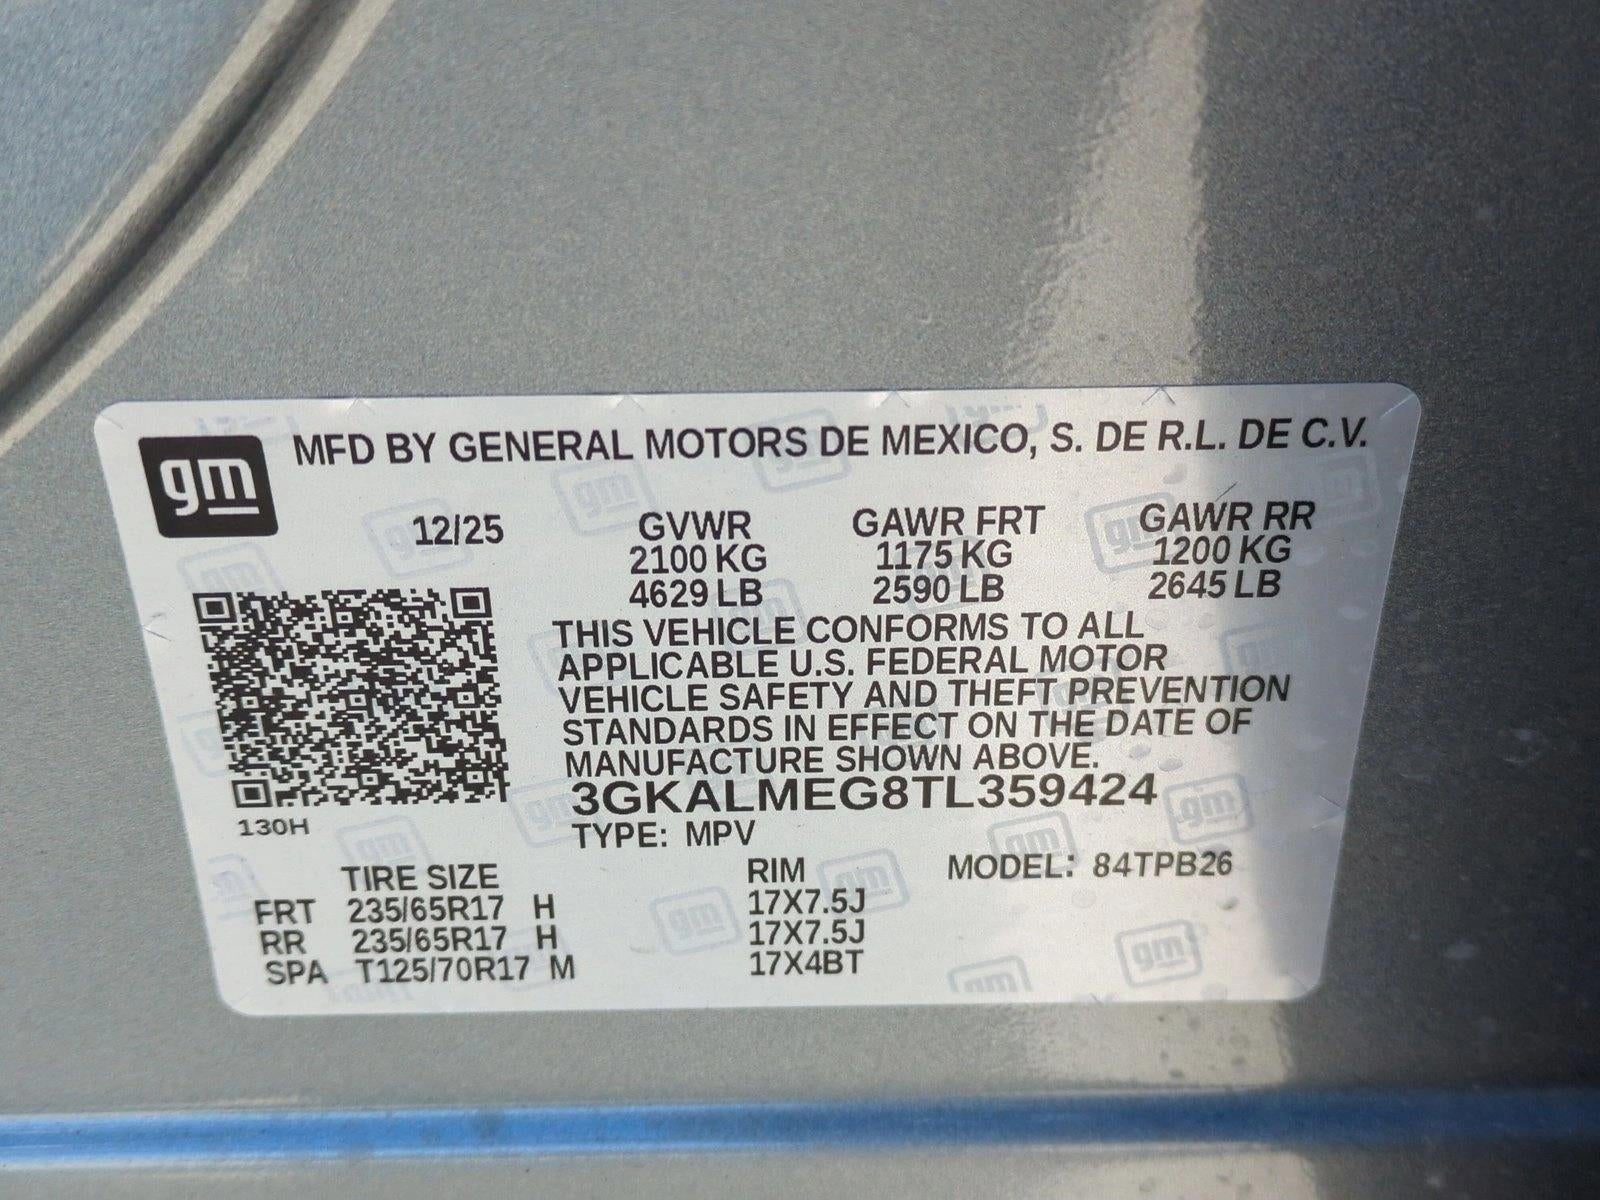 gm MFD BY GENERAL MOTORS DE MEXICO, S. DE R.L. DE C.V.
12/25 GVWR GAWR FRT GAWR RR
2100 KG 1175 KG 1200 KG
4629 LB 2590 LB 2645 LB
THIS VEHICLE CONFORMS TO ALL
APPLICABLE U.S. FEDERAL MOTOR
VEHICLE SAFETY AND THEFT PREVENTION
STANDARDS IN EFFECT ON THE DATE OF
MANUFACTURE SHOWN ABOVE.
3GKALMEG8TL359424
130H
TYPE: MPV
TIRE SIZE RIM MODEL: 84TPB26
FRT 235/65R17 H 17X7.5J
RR 235/65R17 H 17X7.5J
SPA T125/70R17 M 17X4BT